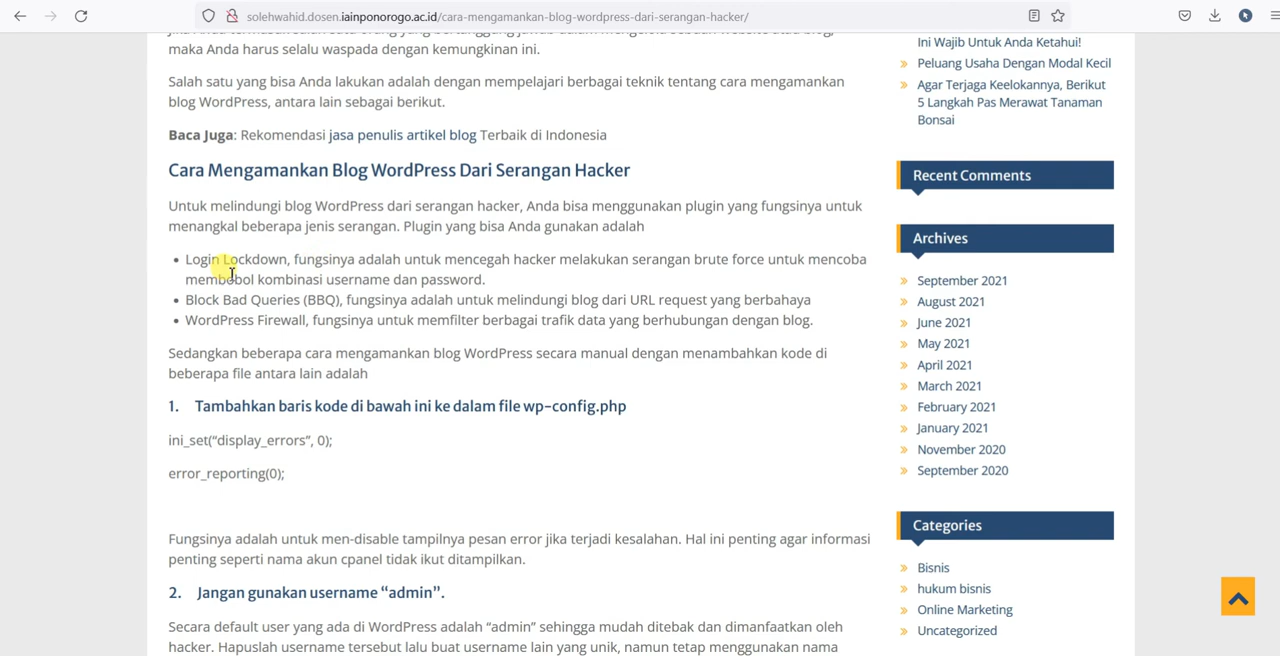 solehwahid.dosen.iainponorogo.ac.id/cara-mengamankan-blog-wordpress-dari-serangan-hacker/
maka Anda harus selalu waspada dengan kemungkinan ini.
Salah satu yang bisa Anda lakukan adalah dengan mempelajari berbagai teknik tentang cara mengamankan
blog WordPress, antara lain sebagai berikut.
Baca Juga: Rekomendasi jasa penulis artikel blog Terbaik di Indonesia
Cara Mengamankan Blog WordPress Dari Serangan Hacker
Untuk melindungi blog WordPress dari serangan hacker, Anda bisa menggunakan plugin yang fungsinya untuk
menangkal beberapa jenis serangan. Plugin yang bisa Anda gunakan adalah
• Login Lockdown, fungsinya adalah untuk mencegah hacker melakukan serangan brute force untuk mencoba
membobol kombinasi username dan password.
• Block Bad Queries (BBQ), fungsinya adalah untuk melindungi blog dari URL request yang berbahaya
• WordPress Firewall, fungsinya untuk memfilter berbagai trafik data yang berhubungan dengan blog.
Sedangkan beberapa cara mengamankan blog WordPress secara manual dengan menambahkan kode di
beberapa file antara lain adalah
1. Tambahkan baris kode di bawah ini ke dalam file wp-config.php
ini_set(“display_errors”, 0);
error_reporting(0);
Fungsinya adalah untuk men-disable tampilnya pesan error jika terjadi kesalahan. Hal ini penting agar informasi
penting seperti nama akun cpanel tidak ikut ditampilkan.
2. Jangan gunakan username “admin”.
Secara default user yang ada di WordPress adalah “admin” sehingga mudah ditebak dan dimanfaatkan oleh
hacker. Hapuslah username tersebut lalu buat username lain yang unik, namun tetap menggunakan nama
Ini Wajib Untuk Anda Ketahui!
Peluang Usaha Dengan Modal Kecil
Agar Terjaga Keelokannya, Berikut
5 Langkah Pas Merawat Tanaman
Bonsai
Recent Comments
Archives
September 2021
August 2021
June 2021
May 2021
April 2021
March 2021
February 2021
January 2021
November 2020
September 2020
Categories
Bisnis
hukum bisnis
Online Marketing
Uncategorized